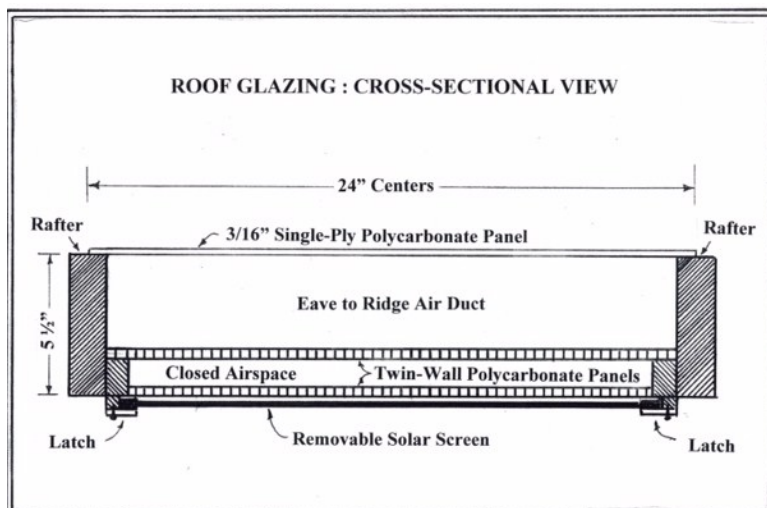 ROOF GLAZING : CROSS-SECTIONAL VIEW
24” Centers
Rafter
3/16” Single-Ply Polycarbonate Panel
Rafter
Eave to Ridge Air Duct
5 ½”
Closed Airspace
Twin-Wall Polycarbonate Panels
Latch
Removable Solar Screen
Latch